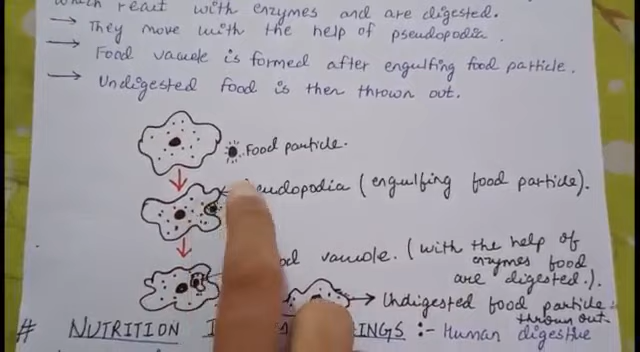 which react with enzymes and are digested.
→ They move with the help of pseudopodia.
→ Food vacuole is formed after engulfing food particle.
→ Undigested food is then thrown out.
Food particle.
(engulfing food particle).
vacuole. (with the help of
enzymes food
are digested.).
→ Undigested food particle
thrown out.
# NUTRITION :- Human digestive